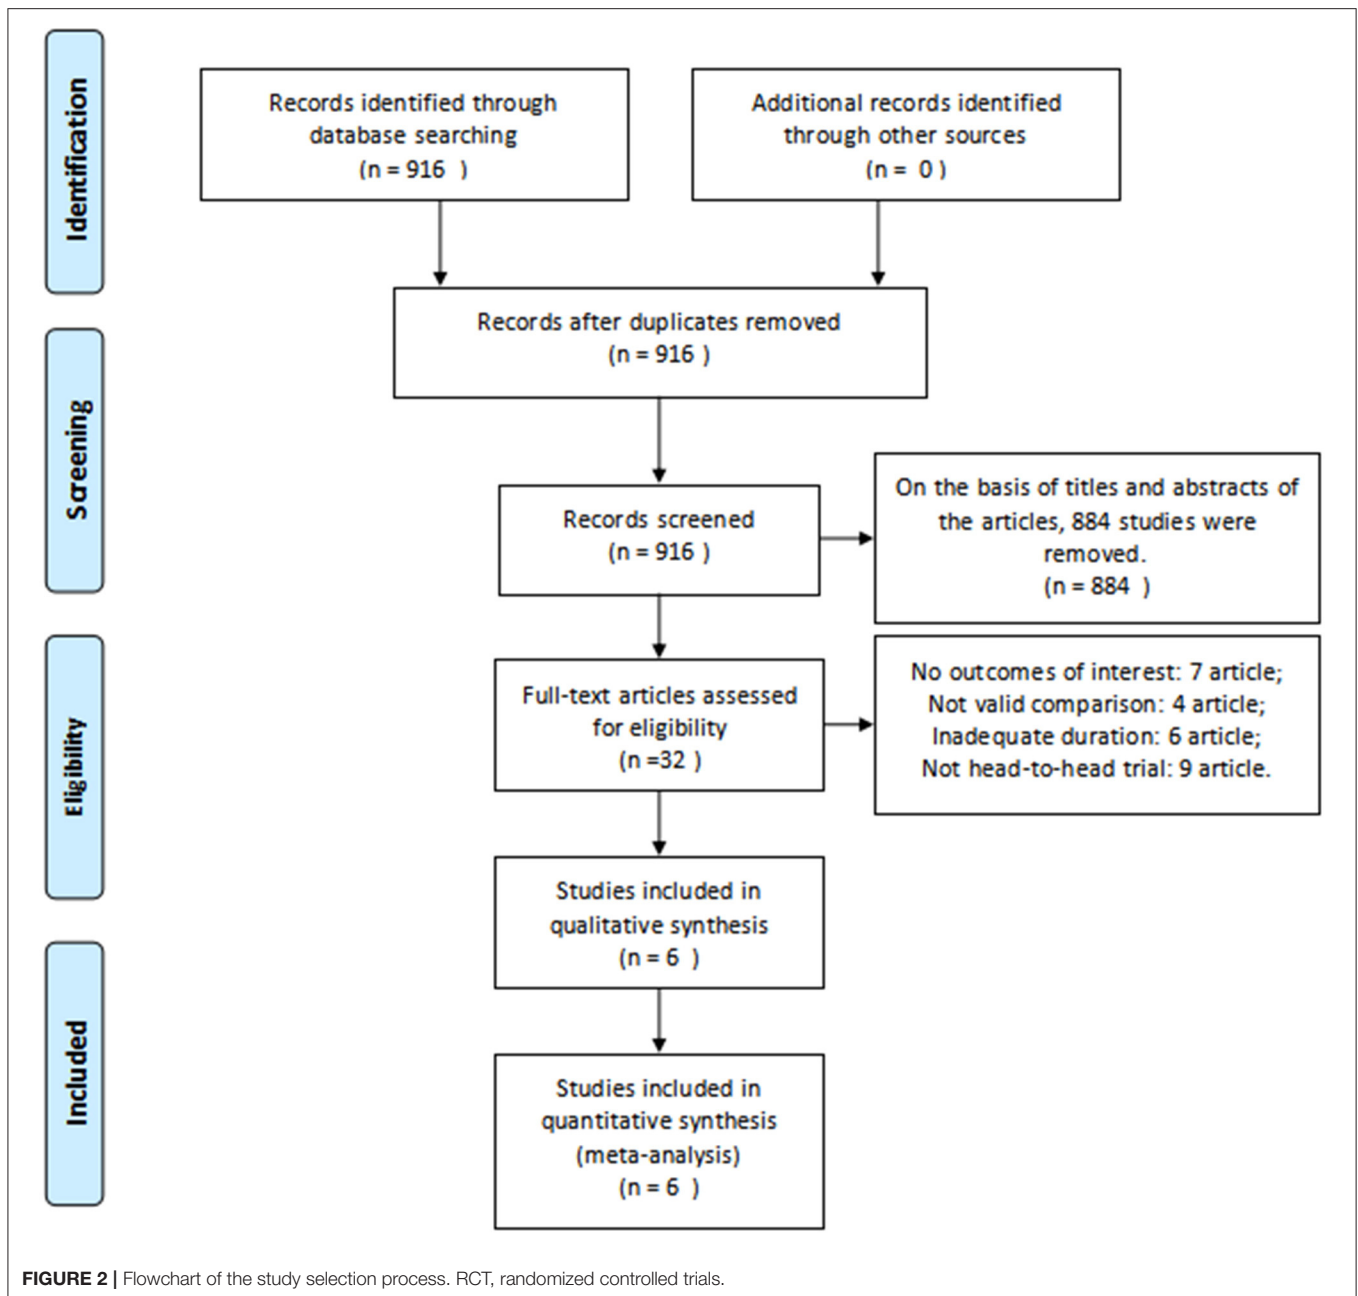 Identification
Records identified through
database searching
(n = 916  )
Additional records identified
through other sources
(n =  0 )
Records after duplicates removed
(n = 916 )
Screening
Records screened
(n = 916 )
On the basis of titles and abstracts of
the articles, 884 studies were
removed.
(n = 884  )
Eligibility
Full-text articles assessed
for eligibility
(n =32  )
No outcomes of interest: 7 article;
Not valid comparison: 4 article;
Inadequate duration: 6 article;
Not head-to-head trial: 9 article.
Studies included in
qualitative synthesis
(n = 6  )
Included
Studies included in
quantitative synthesis
(meta-analysis)
(n = 6  )
FIGURE 2 | Flowchart of the study selection process. RCT, randomized controlled trials.